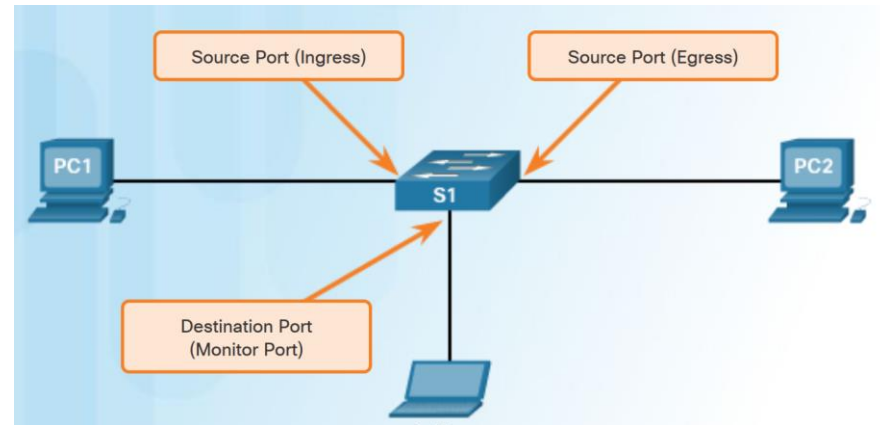 Source Port (Ingress)
Source Port (Egress)
PC1
PC2
S1
Destination Port
(Monitor Port)